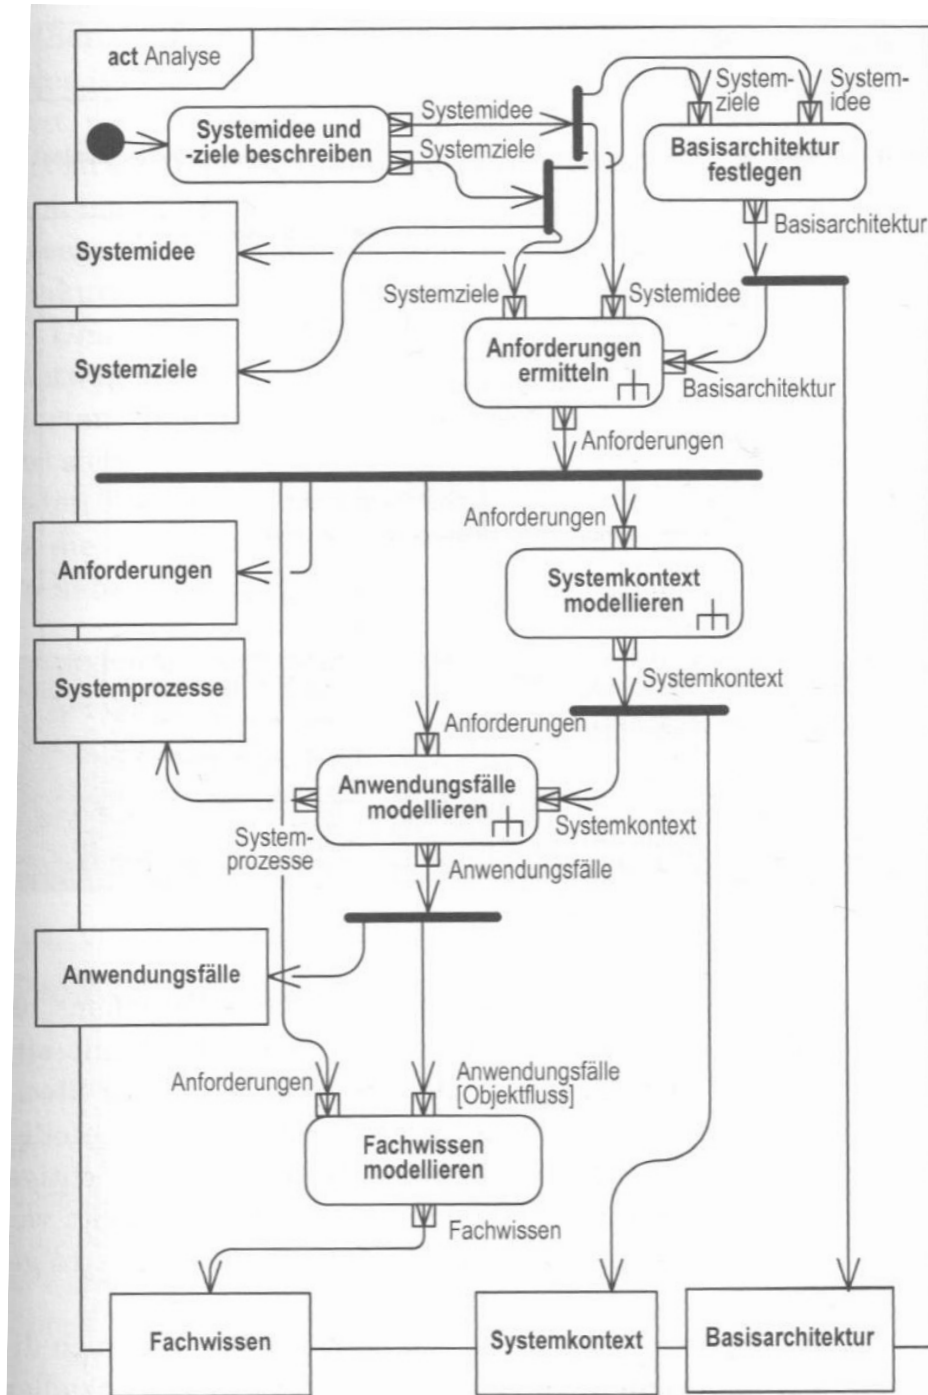 act Analyse
Systemidee und
-ziele beschreiben
Systemidee
Systemziele
System-
ziele
System-
idee
Basisarchitektur
festlegen
Basisarchitektur
Systemidee
Systemziele
Systemziele
Systemidee
Anforderungen
ermitteln
Basisarchitektur
Anforderungen
Anforderungen
Anforderungen
Systemkontext
modellieren
Systemprozesse
Systemkontext
Anforderungen
Anwendungsfälle
modellieren
Systemkontext
System-
prozesse
Anwendungsfälle
Anwendungsfälle
Anforderungen
Anwendungsfälle
[Objektfluss]
Fachwissen
modellieren
Fachwissen
Fachwissen
Systemkontext
Basisarchitektur